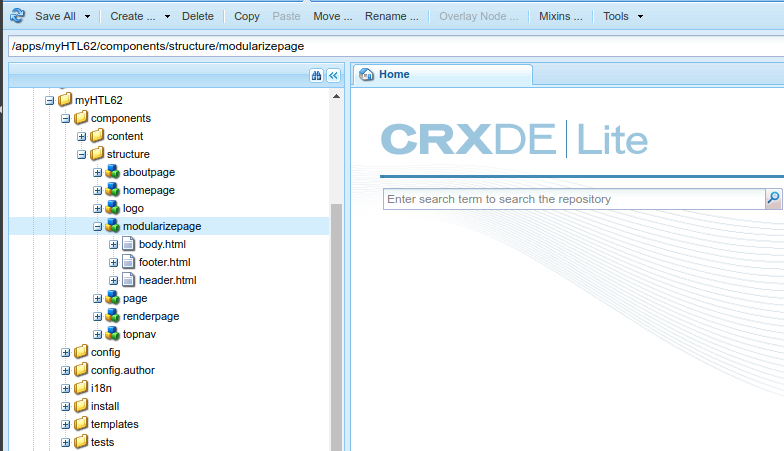 Save All Create ... Delete Copy Paste Move ... Rename ... Overlay Node ... Mixins ... Tools
/apps/myHTL62/components/structure/modularizepage
Home
myHTL62
components
content
structure
aboutpage
homepage
logo
modularizepage
body.html
footer.html
header.html
page
renderpage
topnav
config
config.author
i18n
install
templates
tests
CRXDE Lite
Enter search term to search the repository